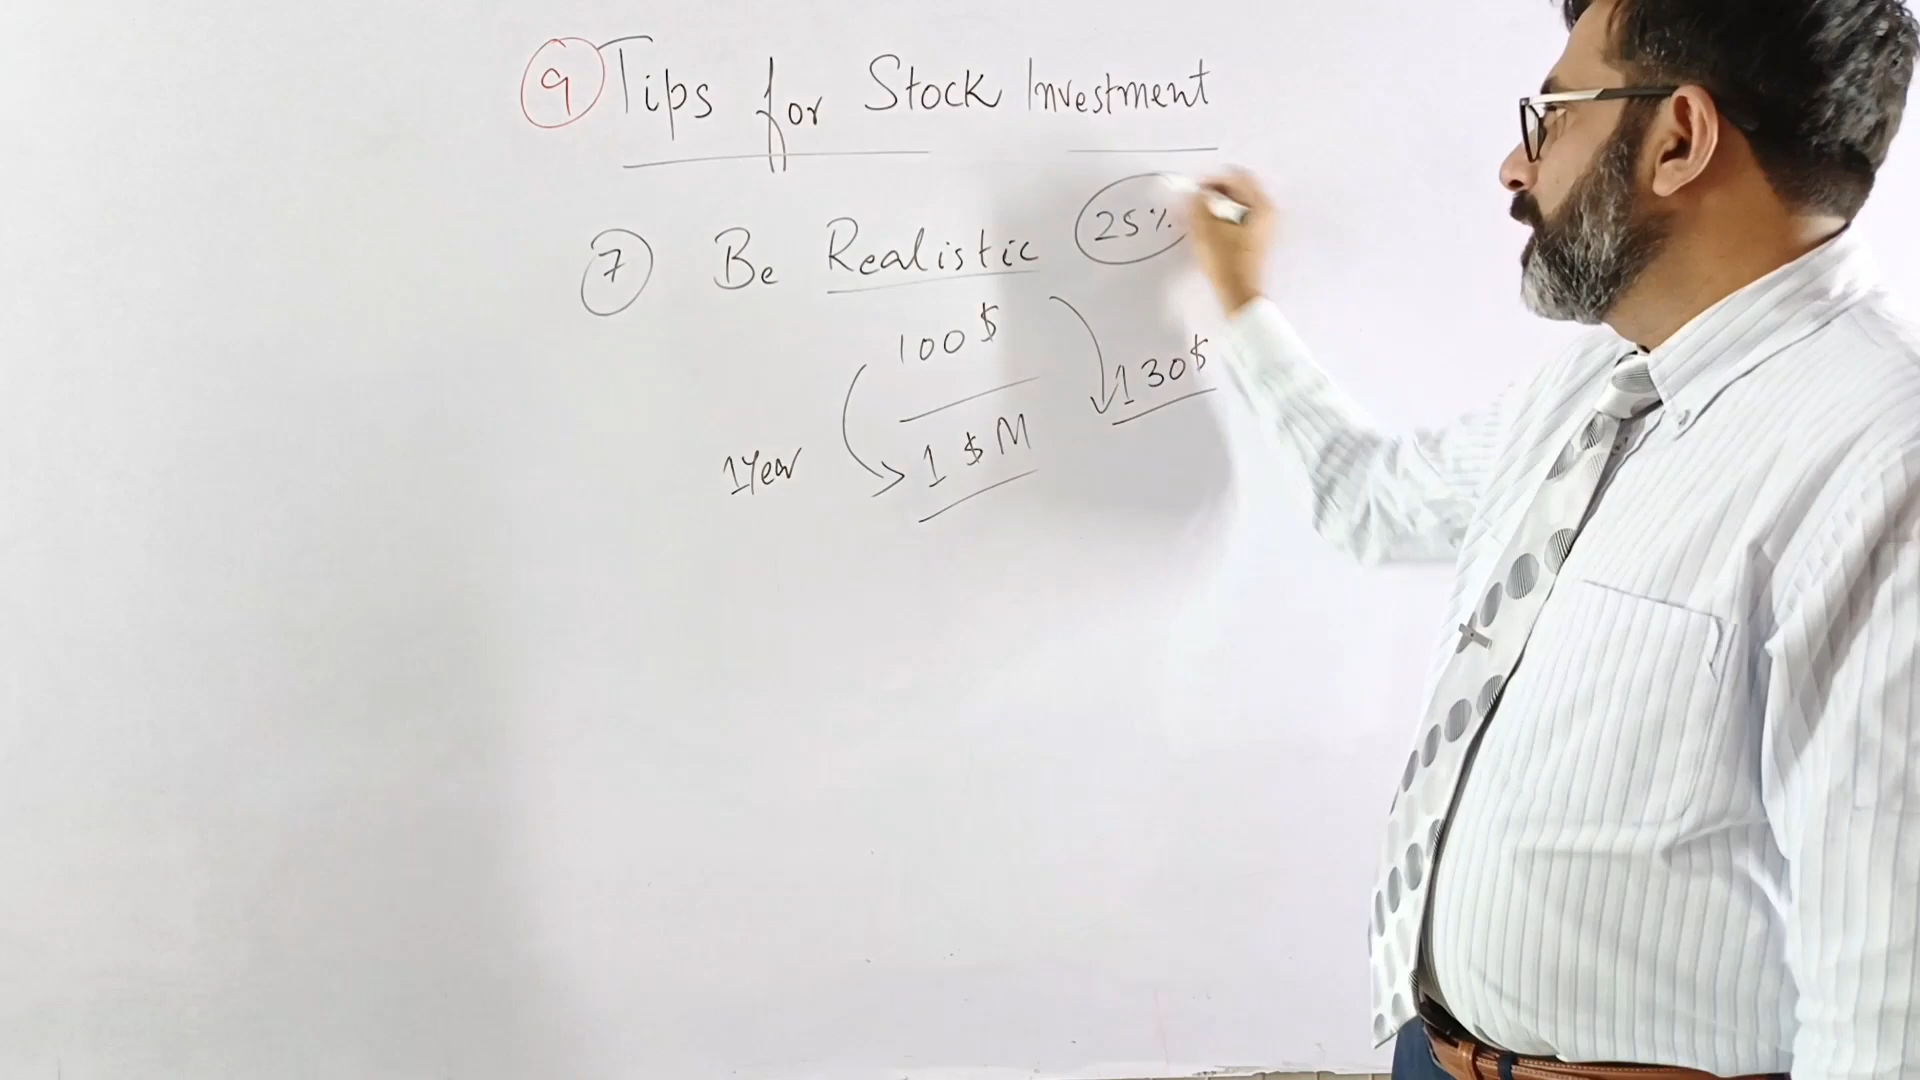 9 Tips for Stock Investment
7 Be Realistic 25%
100$
130$
1 $ M
1 Year